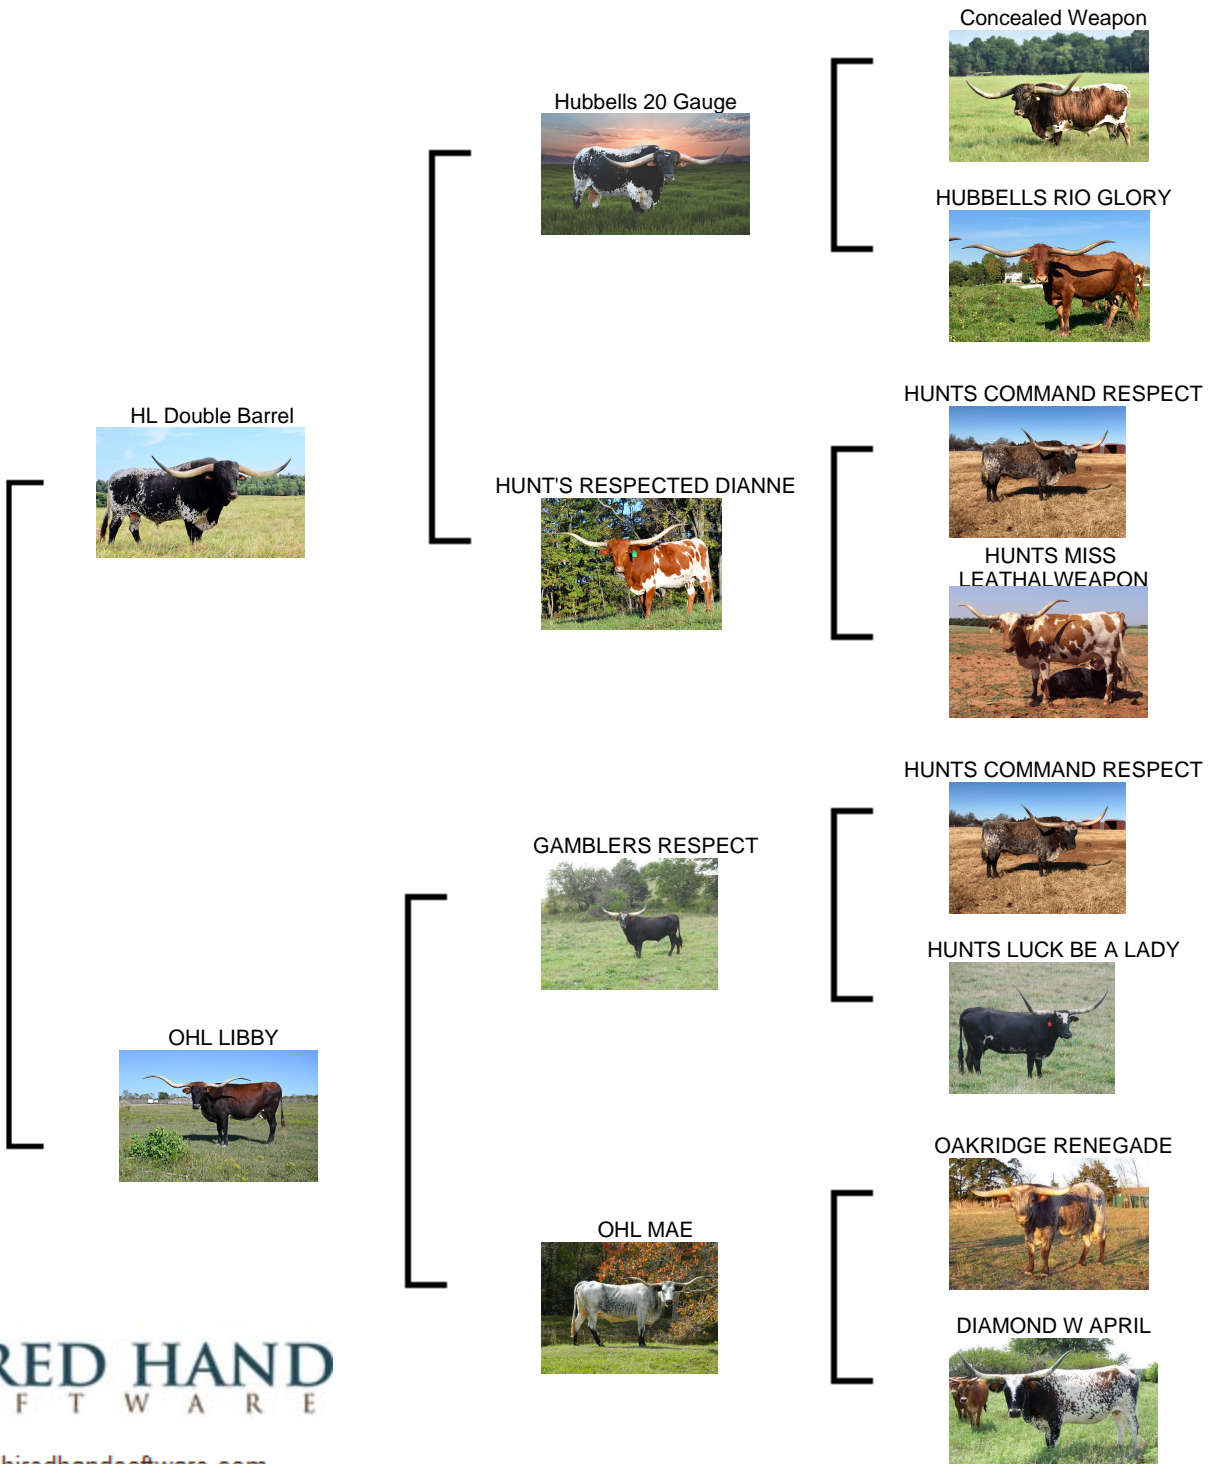 Concealed Weapon
Hubbells 20 Gauge
HUBBELLS RIO GLORY
HL Double Barrel
HUNTS COMMAND RESPECT
HUNT'S RESPECTED DIANNE
HUNTS MISS
LEATHALWEAPON
HUNTS COMMAND RESPECT
GAMBLERS RESPECT
HUNTS LUCK BE A LADY
OHL LIBBY
OAKRIDGE RENEGADE
OHL MAE
DIAMOND W APRIL
RED HAND
F T W A R E
hiredhandsoftware.com